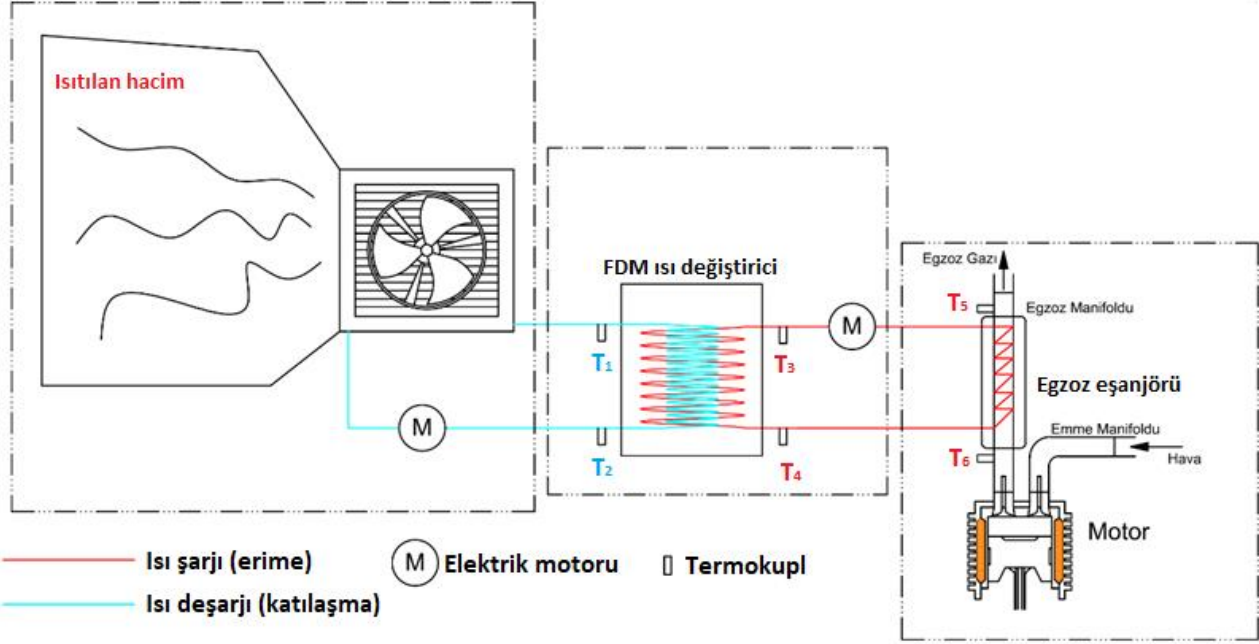 Isıtılan hacim
FDM ısı değiştirici
Egzoz Gazı
T5
Egzoz Manifoldu
M
T1
T3
Egzoz eşanjörü
M
Emme Manifoldu
T2
T4
T6
Hava
Motor
Isı şarjı (erime)
M Elektrik motoru
Termokupl
Isı deşarjı (katılaşma)